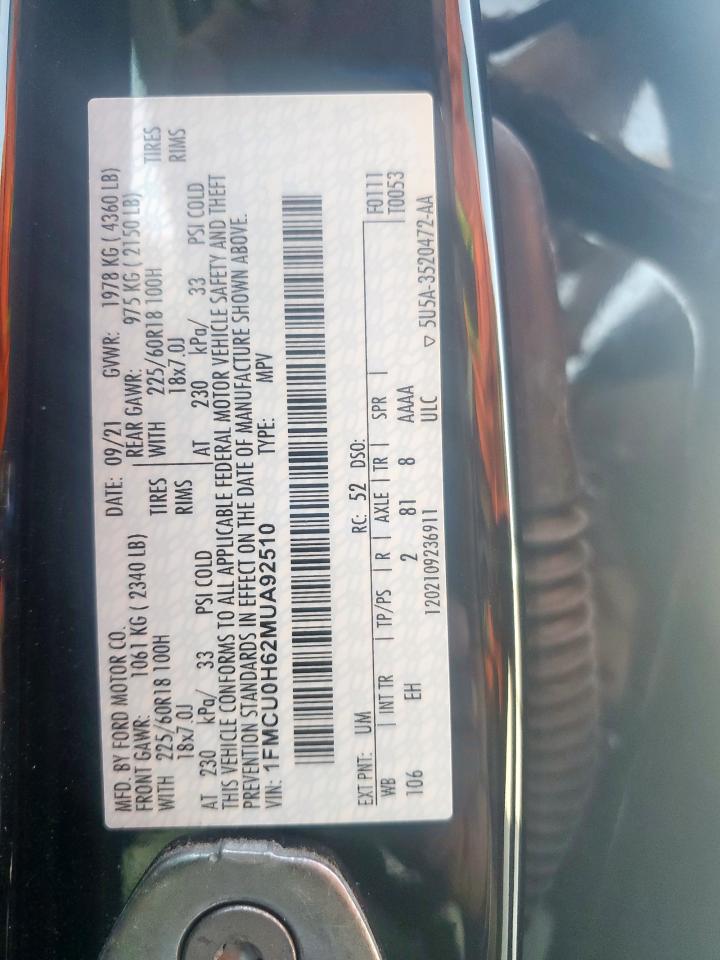 MFD. BY FORD MOTOR CO. DATE: 09/21 GVWR: 1978 KG ( 4360 LB)
FRONT GAWR: 1061 KG ( 2340 LB) REAR GAWR: 975 KG ( 2150 LB)
WITH 225/60R18 100H TIRES WITH 225/60R18 100H TIRES
18x7.0J RIMS 18x7.0J RIMS
AT 230 kPa/ 33 PSI COLD AT 230 kPa/ 33 PSI COLD
THIS VEHICLE CONFORMS TO ALL APPLICABLE FEDERAL MOTOR VEHICLE SAFETY AND THEFT
PREVENTION STANDARDS IN EFFECT ON THE DATE OF MANUFACTURE SHOWN ABOVE.
VIN: 1FMCU0H62MUA92510 TYPE: MPV
EXT PNT: UM RC: 52 DSO: F0111
WB | INT TR | TP/PS | R | AXLE | TR | SPR | T0053
106 EH 2 81 8 AAAA
1202109236911 ULC ▽ 5U5A-3520472-AA